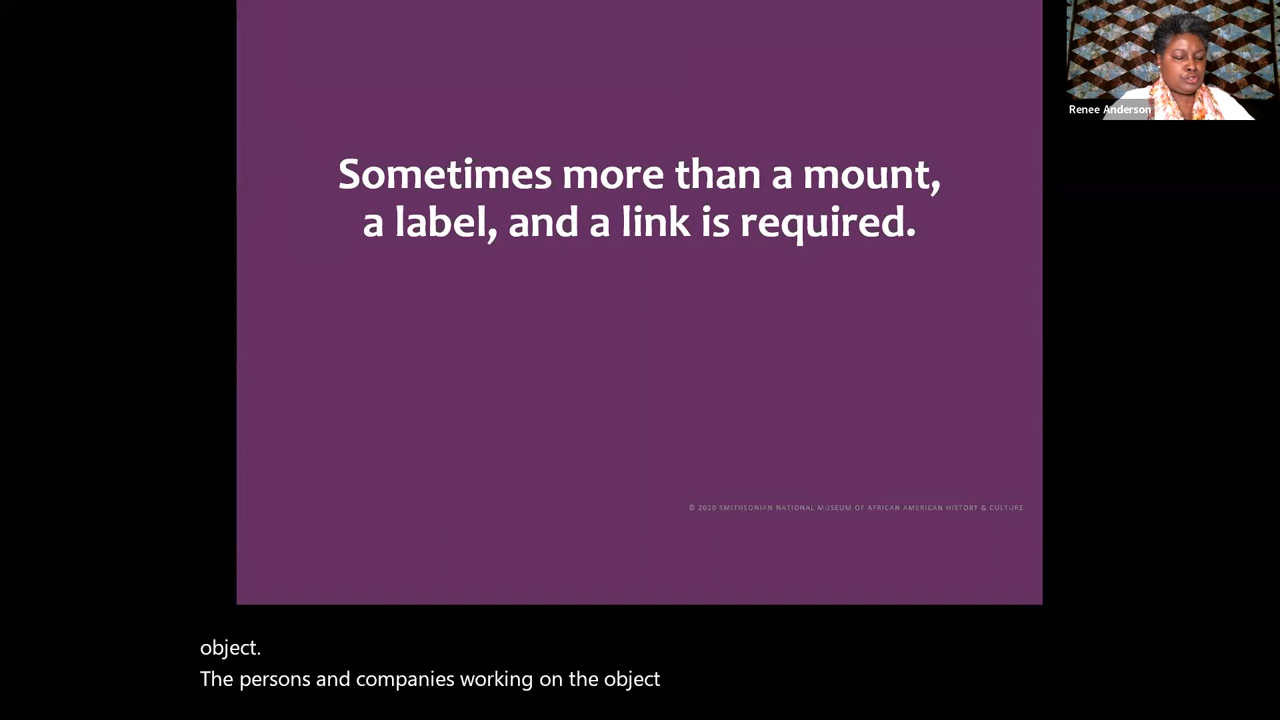 Renee Anderson
Sometimes more than a mount,
a label, and a link is required.
© 2020 SMITHSONIAN NATIONAL MUSEUM OF AFRICAN AMERICAN HISTORY & CULTURE
object.
The persons and companies working on the object